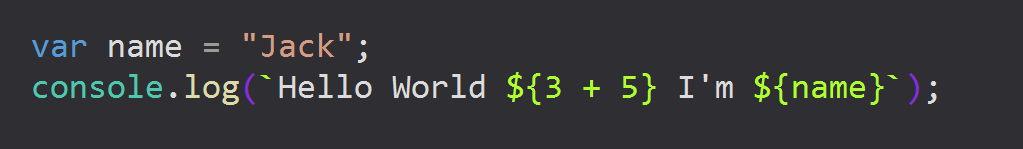 var name = "Jack";
console.log(`Hello World ${3 + 5} I'm ${name}`);